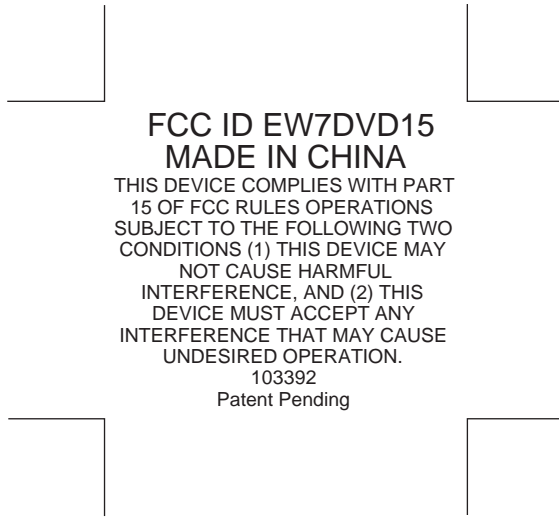 FCC ID EW7DVD15
MADE IN CHINA
THIS DEVICE COMPLIES WITH PART
15 OF FCC RULES OPERATIONS
SUBJECT TO THE FOLLOWING TWO
CONDITIONS (1) THIS DEVICE MAY
NOT CAUSE HARMFUL
INTERFERENCE, AND (2) THIS
DEVICE MUST ACCEPT ANY
INTERFERENCE THAT MAY CAUSE
UNDESIRED OPERATION.
103392
Patent Pending